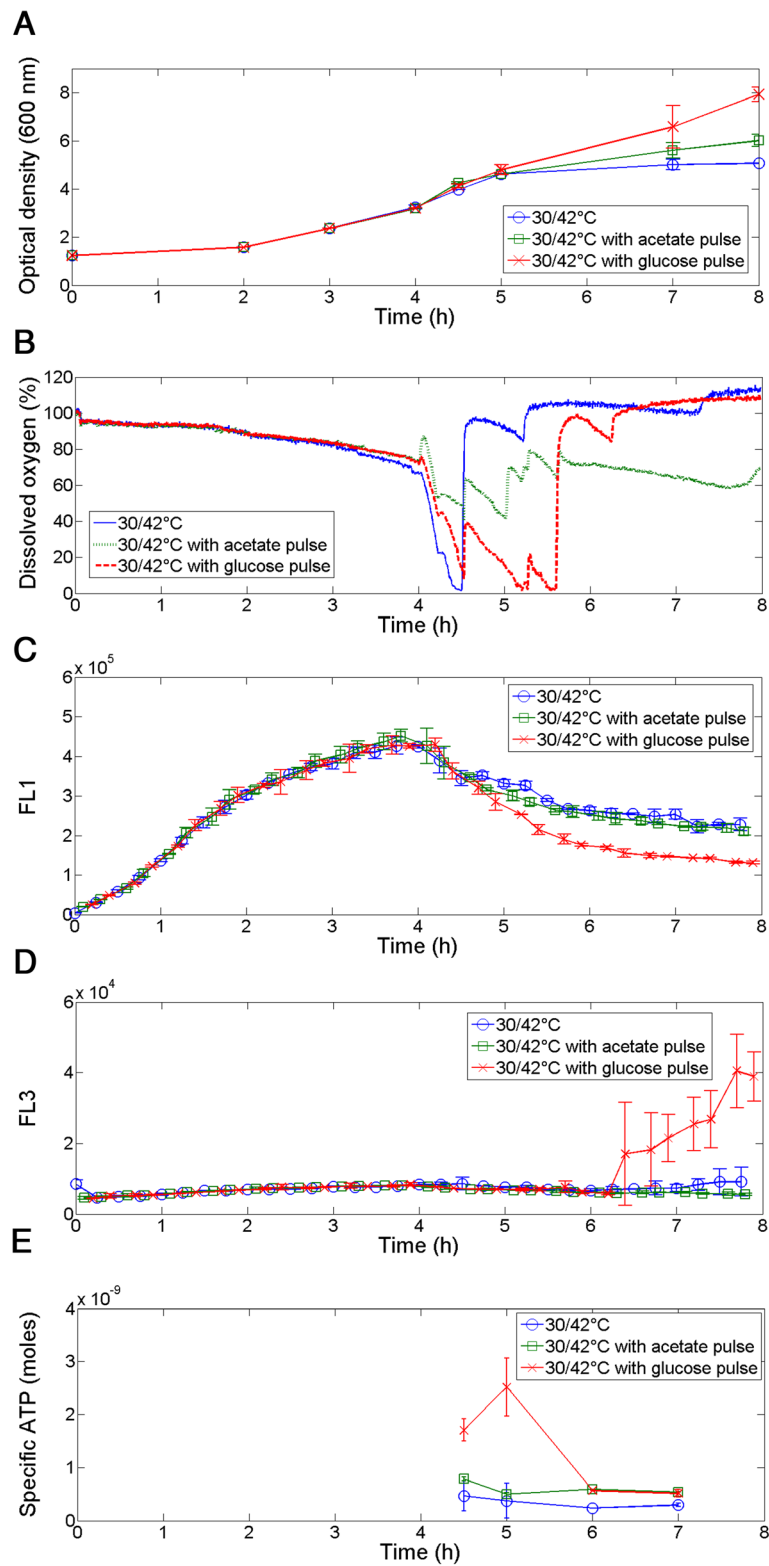 A
Optical density (600 nm)
8
6
4
2
0
30/42°C
30/42°C with acetate pulse
30/42°C with glucose pulse
0 1 2 3 4 5 6 7 8
Time (h)
B
Dissolved oxygen (%)
120
100
80
60
40
20
0
30/42°C
30/42°C with acetate pulse
30/42°C with glucose pulse
0 1 2 3 4 5 6 7 8
Time (h)
C
x 10⁵
FL1
6
5
4
3
2
1
0
30/42°C
30/42°C with acetate pulse
30/42°C with glucose pulse
0 1 2 3 4 5 6 7 8
Time (h)
D
x 10⁴
FL3
6
4
2
0
30/42°C
30/42°C with acetate pulse
30/42°C with glucose pulse
0 1 2 3 4 5 6 7 8
Time (h)
E
x 10⁻⁹
Specific ATP (moles)
4
3
2
1
0
30/42°C
30/42°C with acetate pulse
30/42°C with glucose pulse
0 1 2 3 4 5 6 7 8
Time (h)